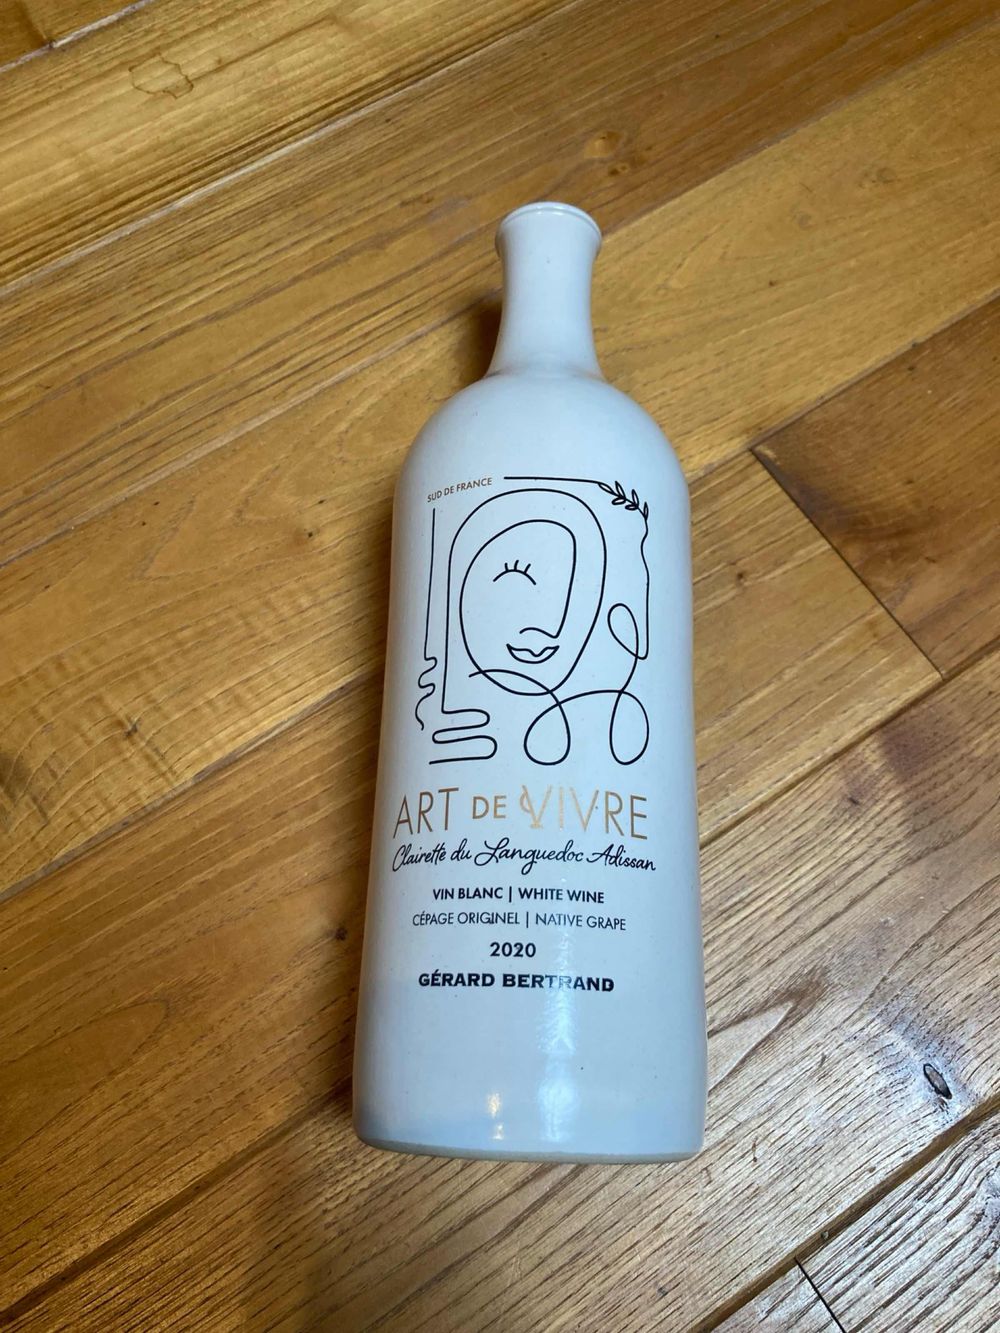 SUD DE FRANCE
ART DE VIVRE
Clairette du Languedoc Adissan
VIN BLANC | WHITE WINE
CÉPAGE ORIGINEL | NATIVE GRAPE
2020
GÉRARD BERTRAND